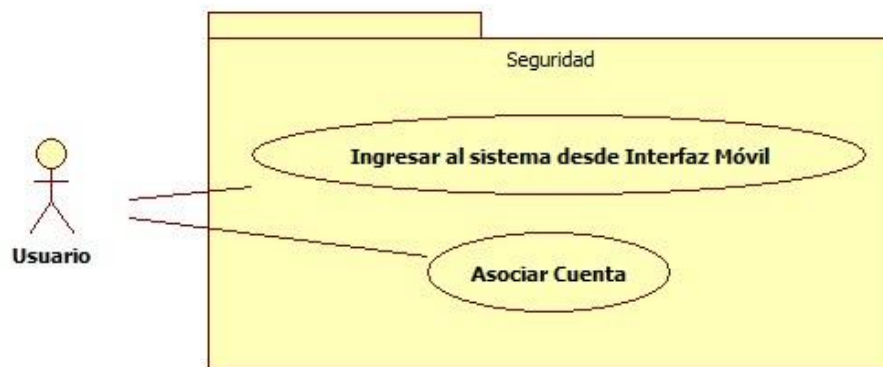 Seguridad
Ingresar al sistema desde Interfaz Móvil
Usuario
Asociar Cuenta